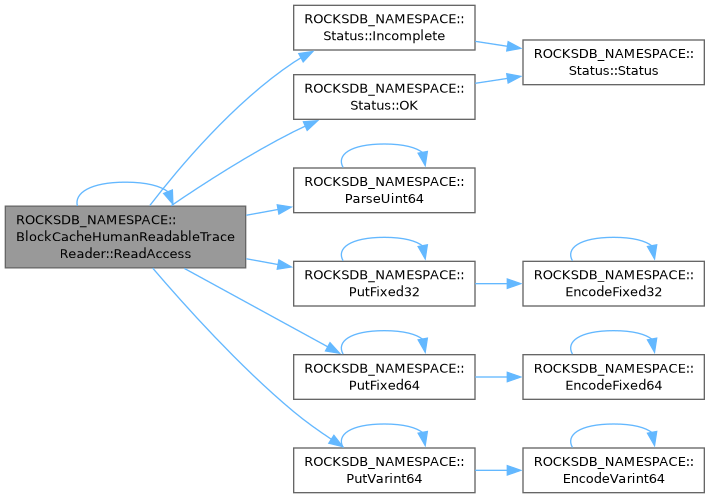 ROCKSDB_NAMESPACE::
BlockCacheHumanReadableTrace
Reader::ReadAccess
ROCKSDB_NAMESPACE::
Status::Incomplete
ROCKSDB_NAMESPACE::
Status::OK
ROCKSDB_NAMESPACE::
Status::Status
ROCKSDB_NAMESPACE::
ParseUint64
ROCKSDB_NAMESPACE::
PutFixed32
ROCKSDB_NAMESPACE::
EncodeFixed32
ROCKSDB_NAMESPACE::
PutFixed64
ROCKSDB_NAMESPACE::
EncodeFixed64
ROCKSDB_NAMESPACE::
PutVarint64
ROCKSDB_NAMESPACE::
EncodeVarint64